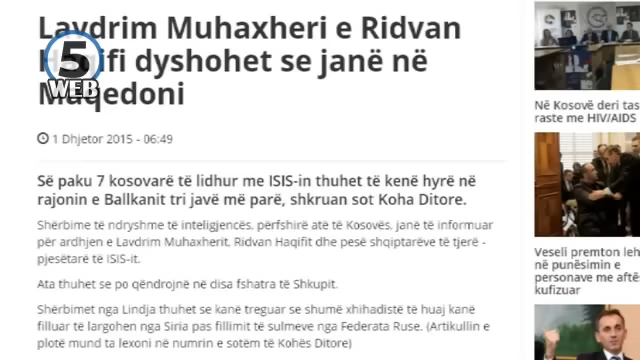 Lavdrim Muhaxheri e Ridvan
Haqifi dyshohet se janë në
Maqedoni
5
WEB
1 Dhjetor 2015 - 06:49
Së paku 7 kosovarë të lidhur me ISIS-in thuhet të kenë hyrë në
rajonin e Ballkanit tri javë më parë, shkruan sot Koha Ditore.
Shërbime të ndryshme të inteligjencës, përfshirë atë të Kosovës, janë të informuar
për ardhjen e Lavdrim Muhaxherit, Ridvan Haqifit dhe pesë shqiptarëve të tjerë -
pjesëtarë të ISIS-it.
Ata thuhet se po qëndrojnë në disa fshatra të Shkupit.
Shërbimet nga Lindja thuhet se kanë treguar se shumë xhihadistë të huaj kanë
filluar të largohen nga Siria pas fillimit të sulmeve nga Federata Ruse. (Artikullin e
plotë mund ta lexoni në numrin e sotëm të Kohës Ditore)
Në Kosovë deri tas
raste me HIV/AIDS
Veseli premton leh
në punësimin e
personave me aftës
kufizuar